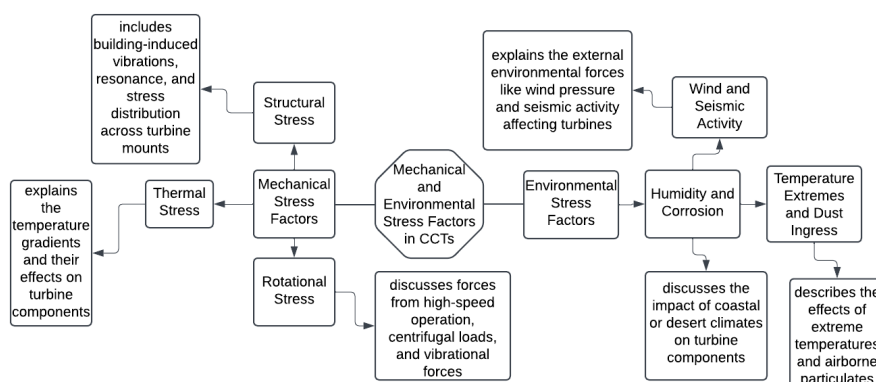 includes
building-induced
vibrations,
resonance, and
stress
distribution
across turbine
mounts
Structural
Stress
explains the external
environmental forces
like wind pressure
and seismic activity
affecting turbines
Wind and
Seismic
Activity
explains
the
temperature
gradients
and their
effects on
turbine
components
Thermal
Stress
Mechanical
Stress
Factors
Mechanical
and
Environmental
Stress Factors
in CCTs
Environmental
Stress
Factors
Humidity and
Corrosion
Temperature
Extremes
and Dust
Ingress
Rotational
Stress
discusses forces
from high-speed
operation,
centrifugal loads,
and vibrational
forces
discusses the
impact of coastal
or desert climates
on turbine
components
describes the
effects of
extreme
temperatures
and airborne
particulates